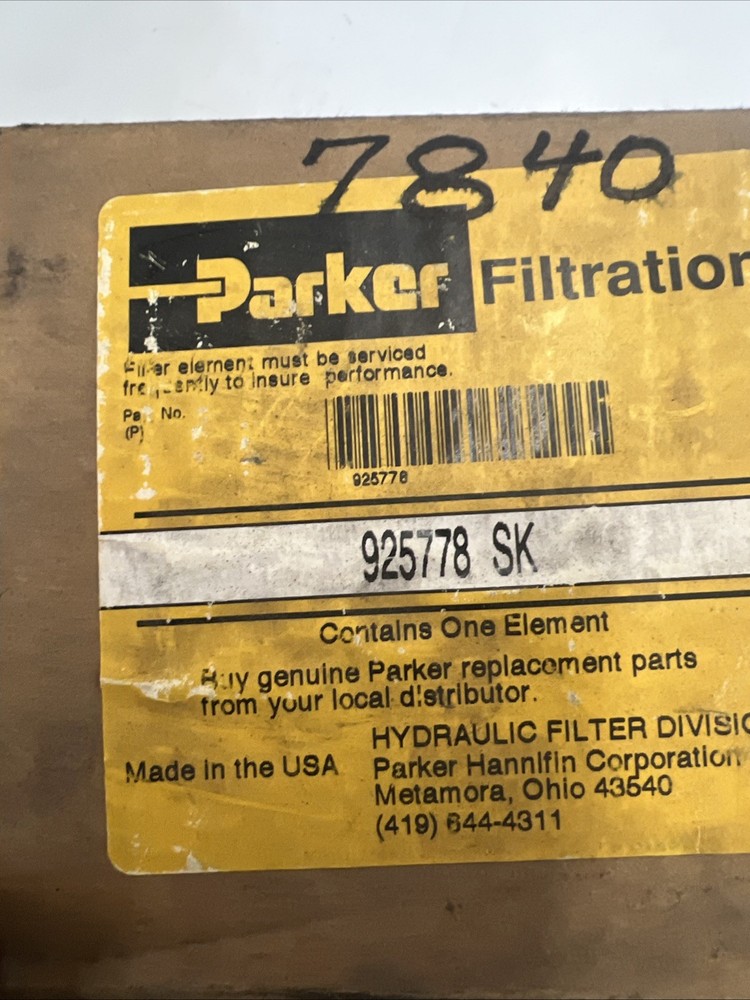 7840
Parker Filtration
Filter element must be serviced
frequently to insure performance.
Part No.
(P)
925778
925778 SK
Contains One Element
Buy genuine Parker replacement parts
from your local distributor.
HYDRAULIC FILTER DIVISIO
Made in the USA
Parker Hannifin Corporation
Metamora, Ohio 43540
(419) 644-4311